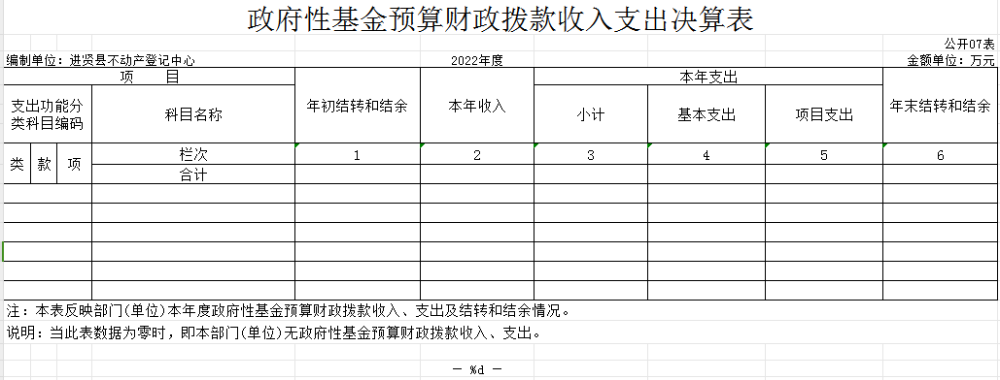 政府性基金预算财政拨款收入支出决算表
公开07表
编制单位：进贤县不动产登记中心 2022年度 金额单位：万元
项 目 年初结转和结余 本年收入 本年支出 年末结转和结余
支出功能分类科目编码 科目名称 小计 基本支出 项目支出
类 款 项 栏次 1 2 3 4 5 6
合计
注：本表反映部门(单位)本年度政府性基金预算财政拨款收入、支出及结转和结余情况。
说明：当此表数据为零时，即本部门(单位)无政府性基金预算财政拨款收入、支出。
— %d —